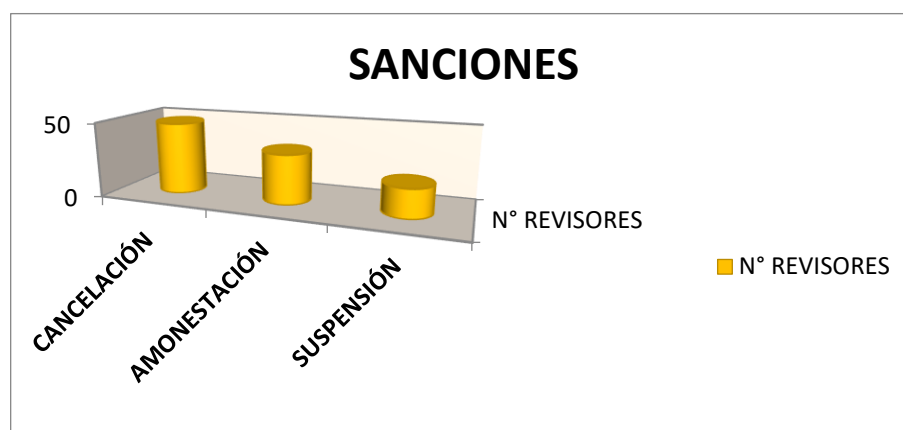 SANCIONES
50
0
CANCELACIÓN
AMONESTACIÓN
SUSPENSIÓN
N° REVISORES
N° REVISORES